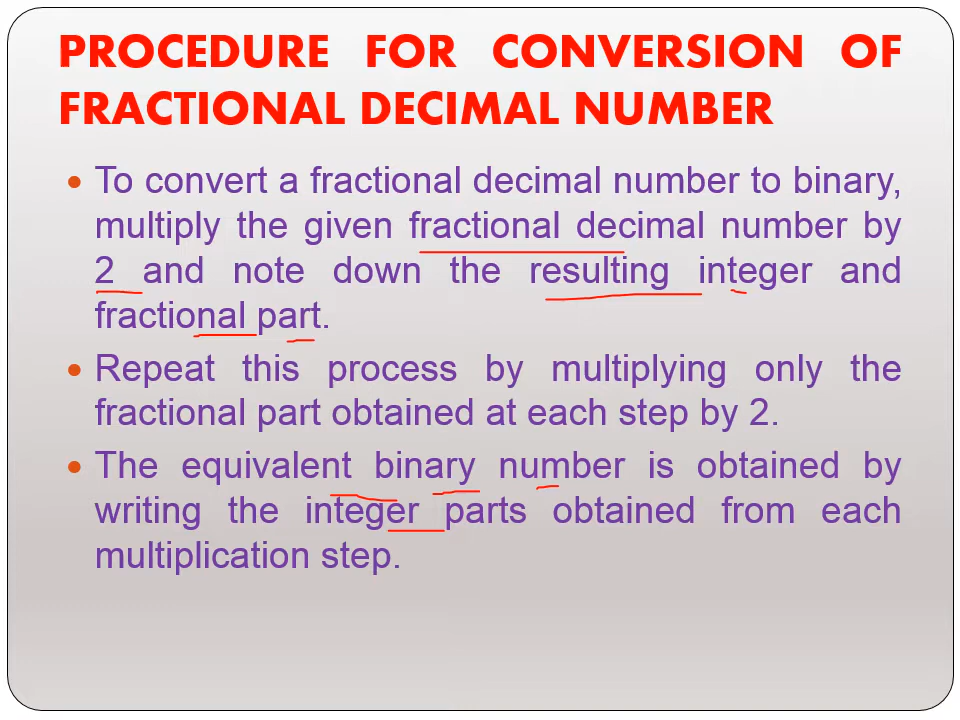 PROCEDURE FOR CONVERSION OF
FRACTIONAL DECIMAL NUMBER
• To convert a fractional decimal number to binary,
multiply the given fractional decimal number by
2 and note down the resulting integer and
fractional part.
• Repeat this process by multiplying only the
fractional part obtained at each step by 2.
• The equivalent binary number is obtained by
writing the integer parts obtained from each
multiplication step.